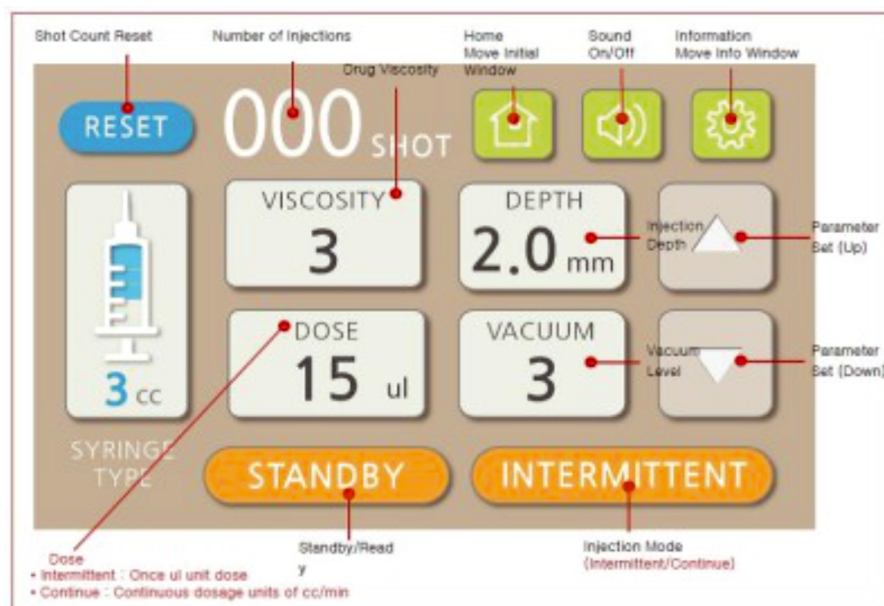 Shot Count Reset
Number of Injections
Home
Move Initial
Window
Sound
On/Off
Information
Move Info Window
Drug Viscosity
RESET
000 SHOT
VISCOSITY
3
DEPTH
2.0 mm
Injection
Depth
Parameter
Set (Up)
3 cc
SYRINGE
TYPE
DOSE
15 ul
VACUUM
3
Vacuum
Level
Parameter
Set (Down)
STANDBY
INTERMITTENT
Dose
• Intermittent : Once ul unit dose
• Continue : Continuous dosage units of cc/min
Standby/Read
y
Injection Mode
(Intermittent/Continue)